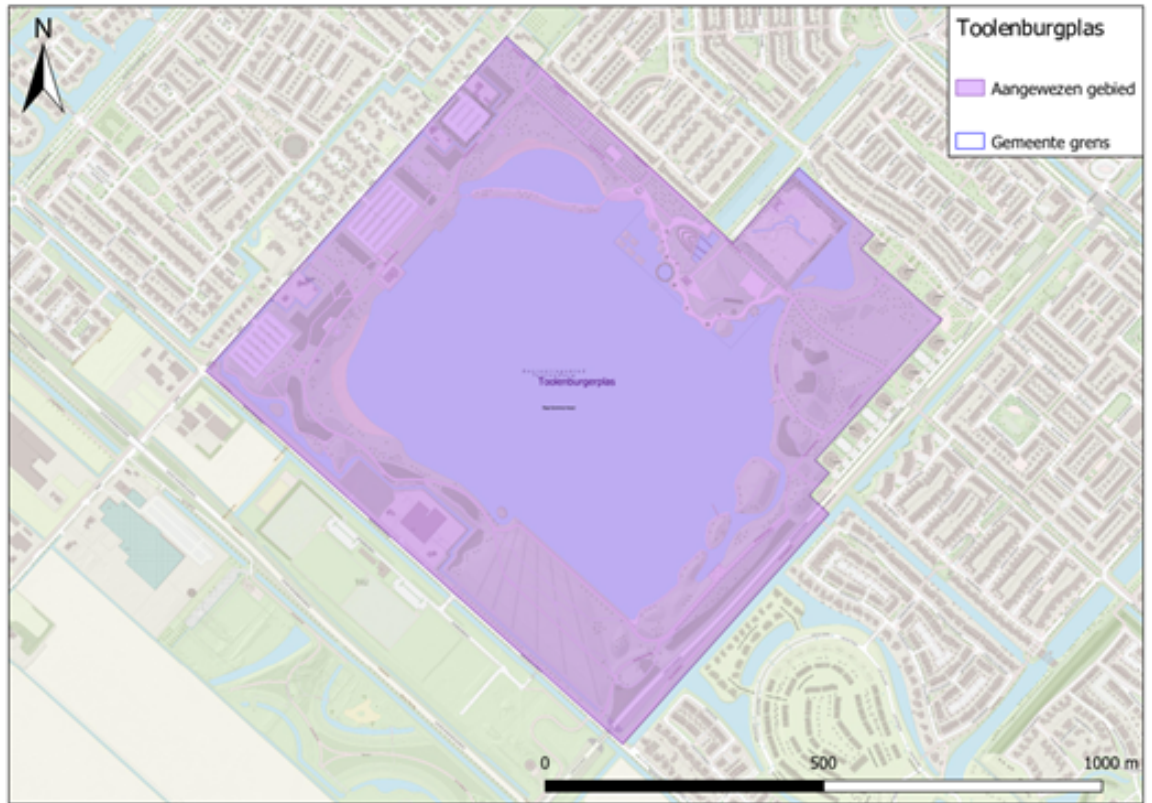 N
Toolenburgplas
Aangewezen gebied
Gemeente grens
Toolenburgerplas
0 500 1000 m